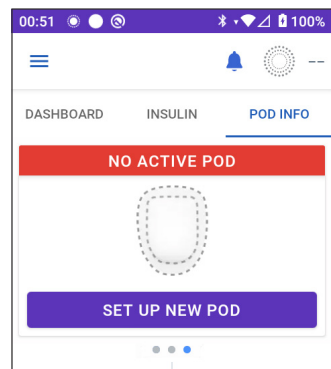 00:51 100%
--
DASHBOARD INSULIN POD INFO
NO ACTIVE POD
SET UP NEW POD